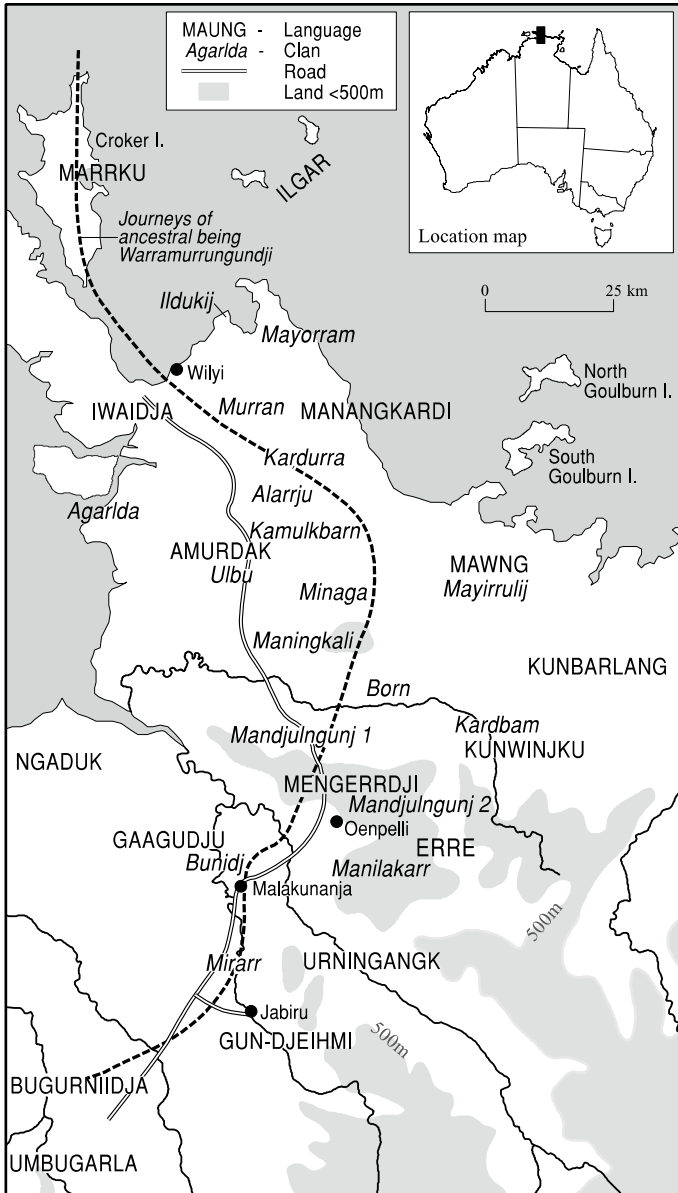 MAUNG - Language
Agarlda - Clan
Road
Land <500m
Location map
0 25 km
Croker I.
MARRKU
ILGAR
Journeys of
ancestral being
Warramurrungundji
Ildukij
Mayorram
Wilyi
North
Goulburn I.
IWAIDJA
Murran
MANANGKARDI
South
Goulburn I.
Kardurra
Alarrju
Agarlda
Kamulkbarn
AMURDAK
Ulbu
MAWNG
Mayirrulij
Minaga
Maningkali
KUNBARLANG
Born
Kardbam
KUNWINJKU
Mandjulngunj 1
NGADUK
MENGERRDJI
Mandjulngunj 2
Oenpelli
GAAGUDJU
Bunidj
ERRE
Manilakarr
Malakunanja
500m
Mirarr
URNINGANGK
Jabiru
500m
GUN-DJEIHMI
BUGURNIIDJA
UMBUGARLA